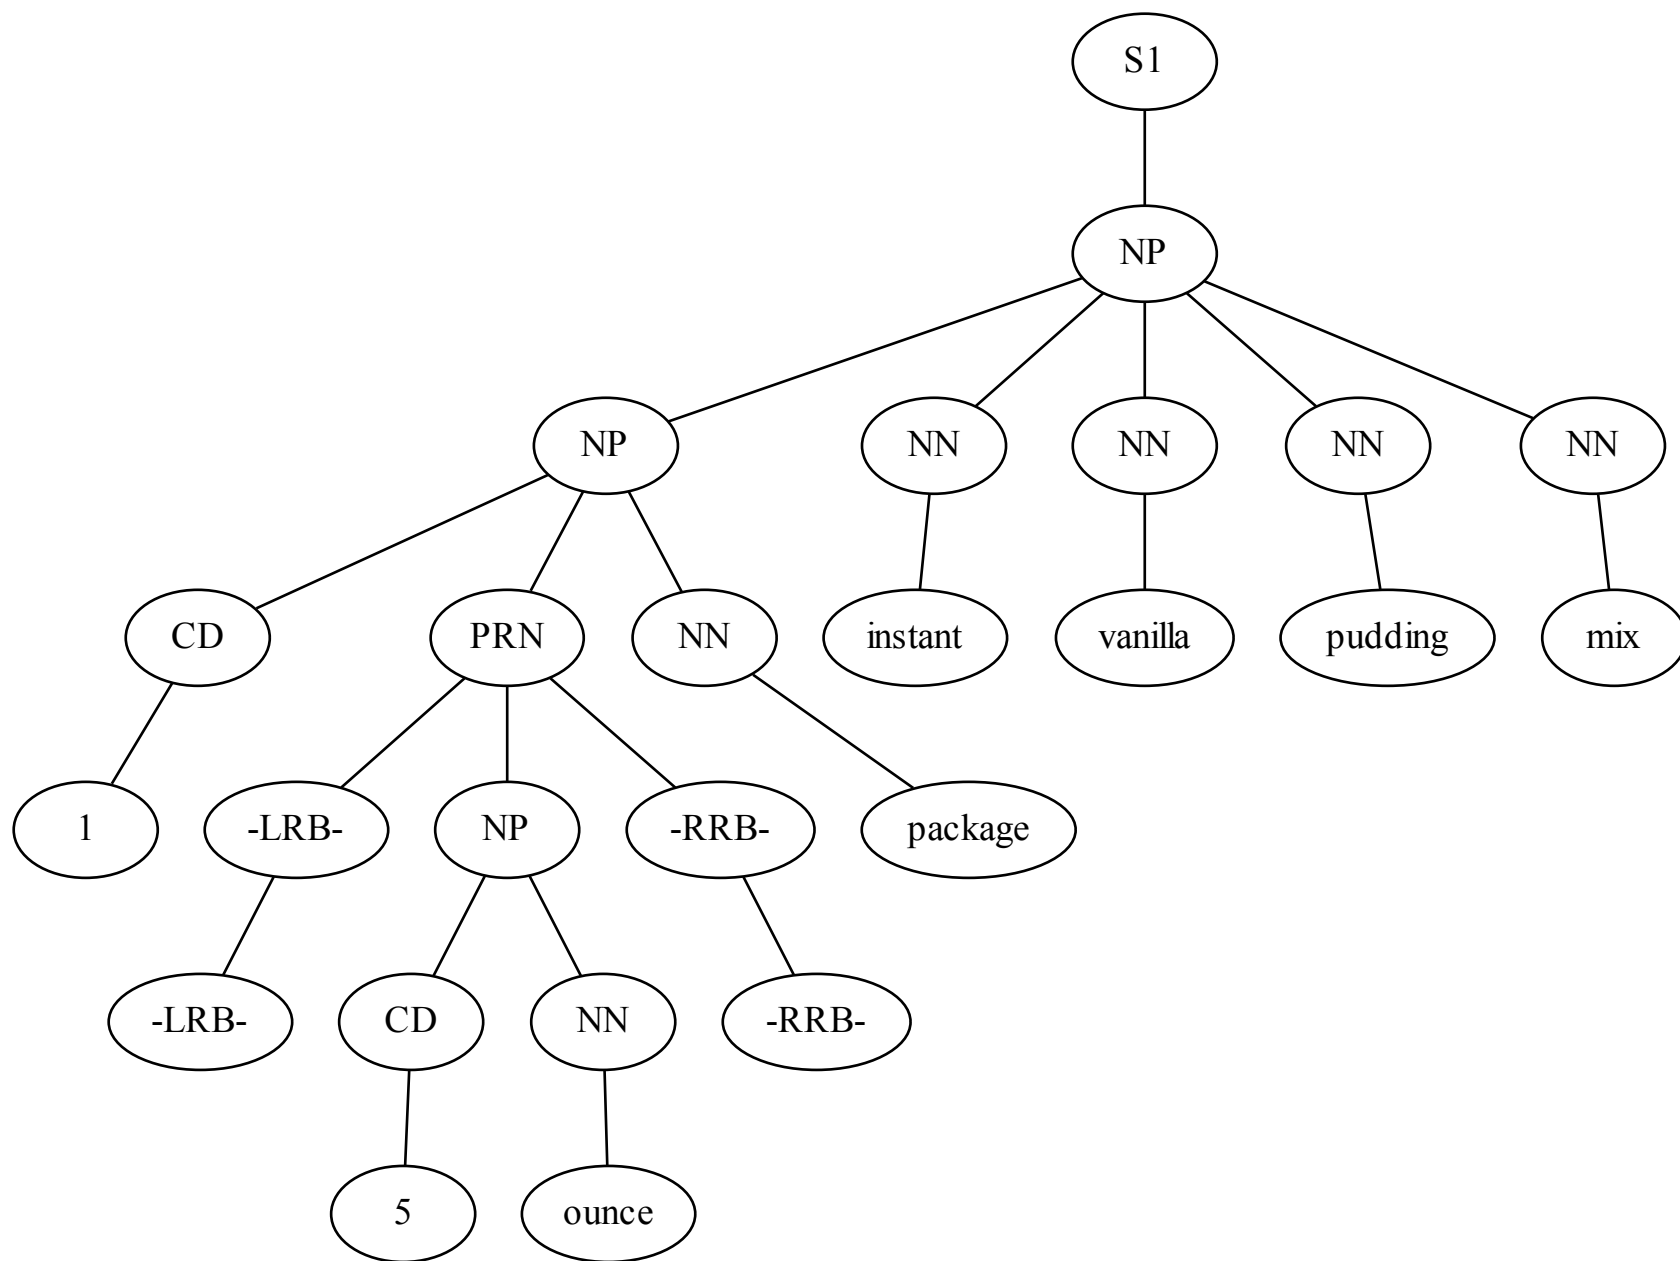 S1
NP
NP NN NN NN NN
CD PRN NN instant vanilla pudding mix
1 -LRB- NP -RRB- package
-LRB- CD NN -RRB-
5 ounce